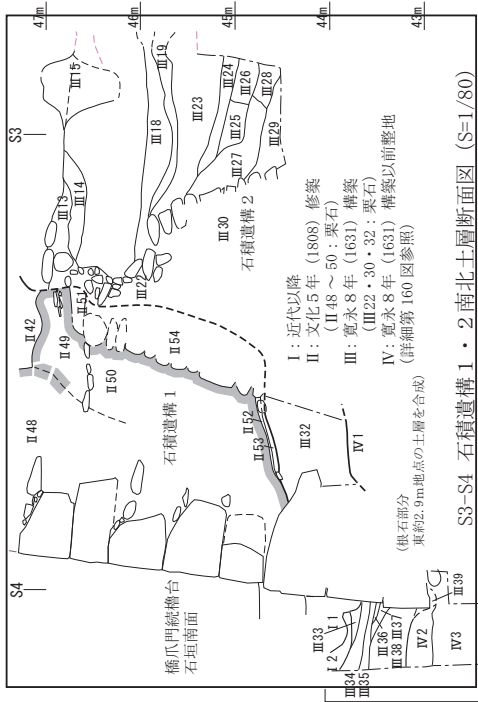 47m
46m
45m
44m
43m
S3
S4
Ⅲ15
Ⅲ13
Ⅲ14
Ⅲ19
Ⅲ18
Ⅲ23
Ⅲ24
Ⅲ26
Ⅲ25
Ⅲ28
Ⅲ27
Ⅲ29
Ⅲ30
石積遺構2
Ⅲ22
Ⅱ42
Ⅱ51
Ⅱ49
Ⅱ50
Ⅱ54
Ⅱ48
石積遺構1
Ⅱ52
Ⅱ53
Ⅲ32
Ⅳ1
橋爪門続櫓台
石垣南面
Ⅰ1
Ⅰ2
Ⅲ33
Ⅲ34
Ⅲ35
Ⅲ36
Ⅲ37
Ⅲ38
Ⅲ39
Ⅳ2
Ⅳ3
(根石部分
東約2.9m地点の土層を合成)
Ⅰ:近代以降
Ⅱ:文化5年(1808)修築
(Ⅱ48~50:栗石)
Ⅲ:寛永8年(1631)構築
(Ⅲ22・30・32:栗石)
Ⅳ:寛永8年(1631)構築以前整地
(詳細第160図参照)
S3-S4 石積遺構1・2南北土層断面図(S=1/80)